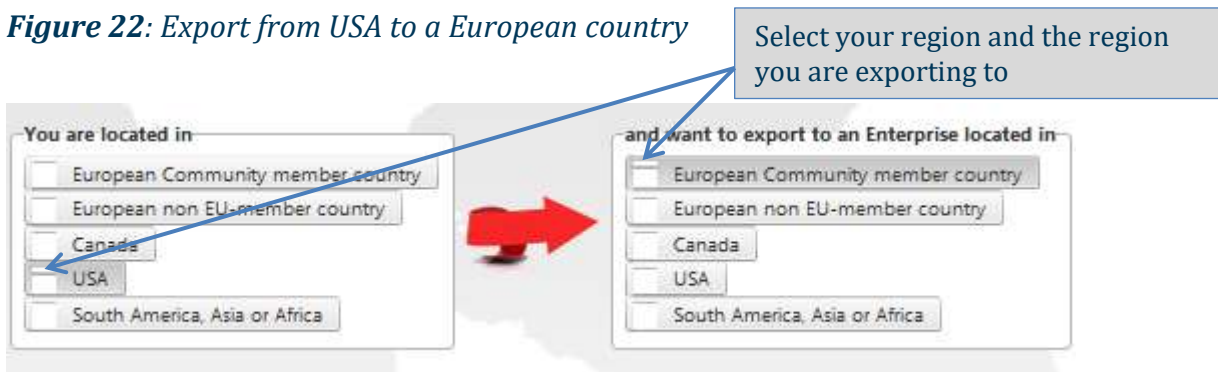 Figure 22: Export from USA to a European country
Select your region and the region
you are exporting to
You are located in
European Community member country
European non EU-member country
Canada
USA
South America, Asia or Africa
and want to export to an Enterprise located in
European Community member country
European non EU-member country
Canada
USA
South America, Asia or Africa